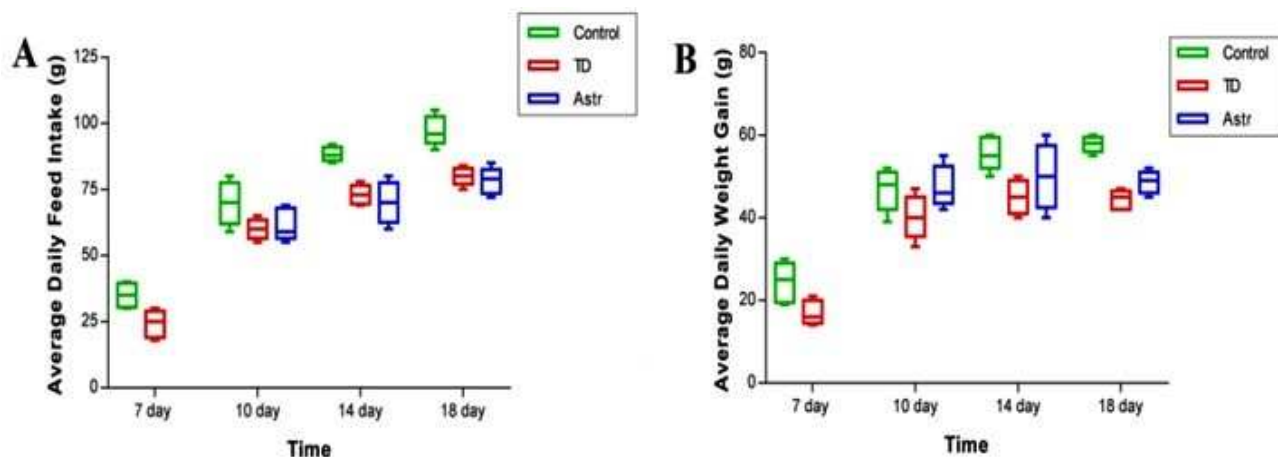 A
Average Daily Feed Intake (g)
125
100
75
50
25
0
7 day
10 day
14 day
18 day
Time
Control
TD
Astr
B
Average Daily Weight Gain (g)
80
60
40
20
0
7 day
10 day
14 day
18 day
Time
Control
TD
Astr